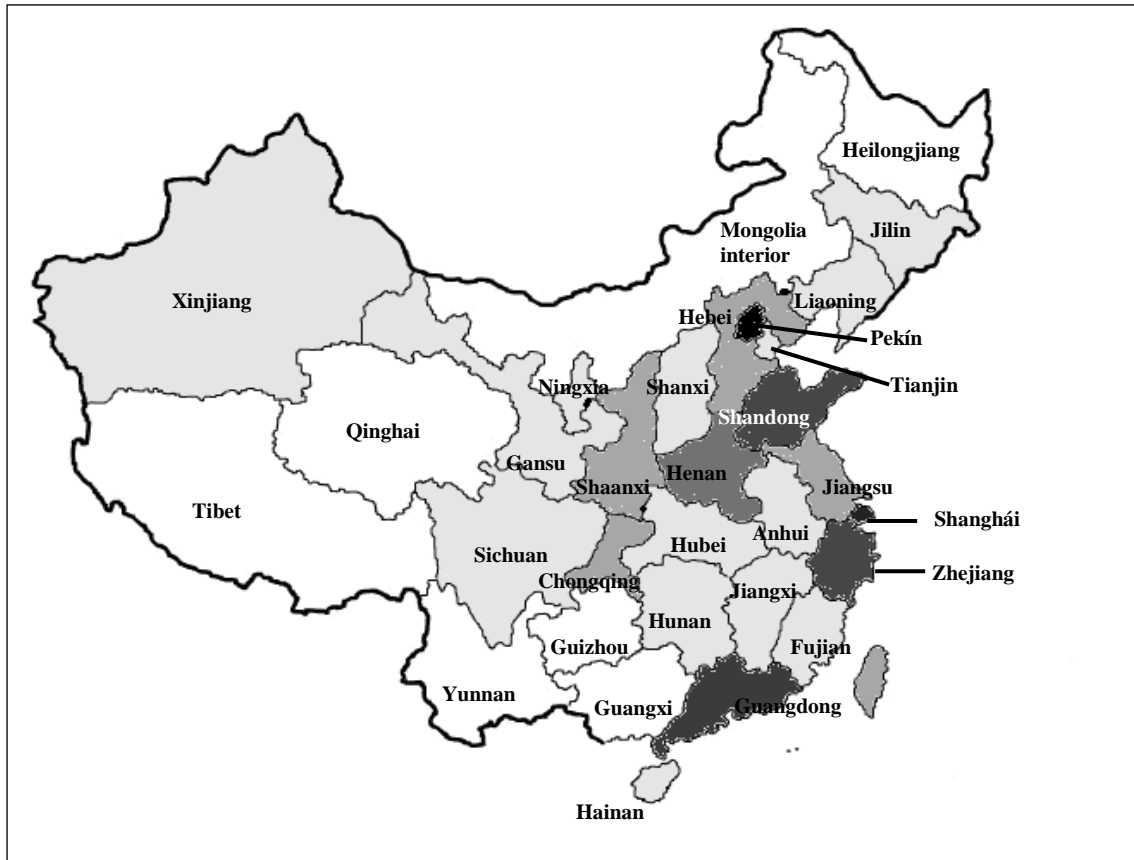 Heilongjiang
Mongolia
interior
Jilin
Xinjiang
Liaoning
Hebei
Pekín
Tianjin
Ningxia
Shanxi
Shandong
Qinghai
Gansu
Henan
Shaanxi
Jiangsu
Tibet
Shanghái
Anhui
Hubei
Sichuan
Zhejiang
Chongqing
Jiangxi
Hunan
Guizhou
Fujian
Yunnan
Guangxi
Guangdong
Hainan